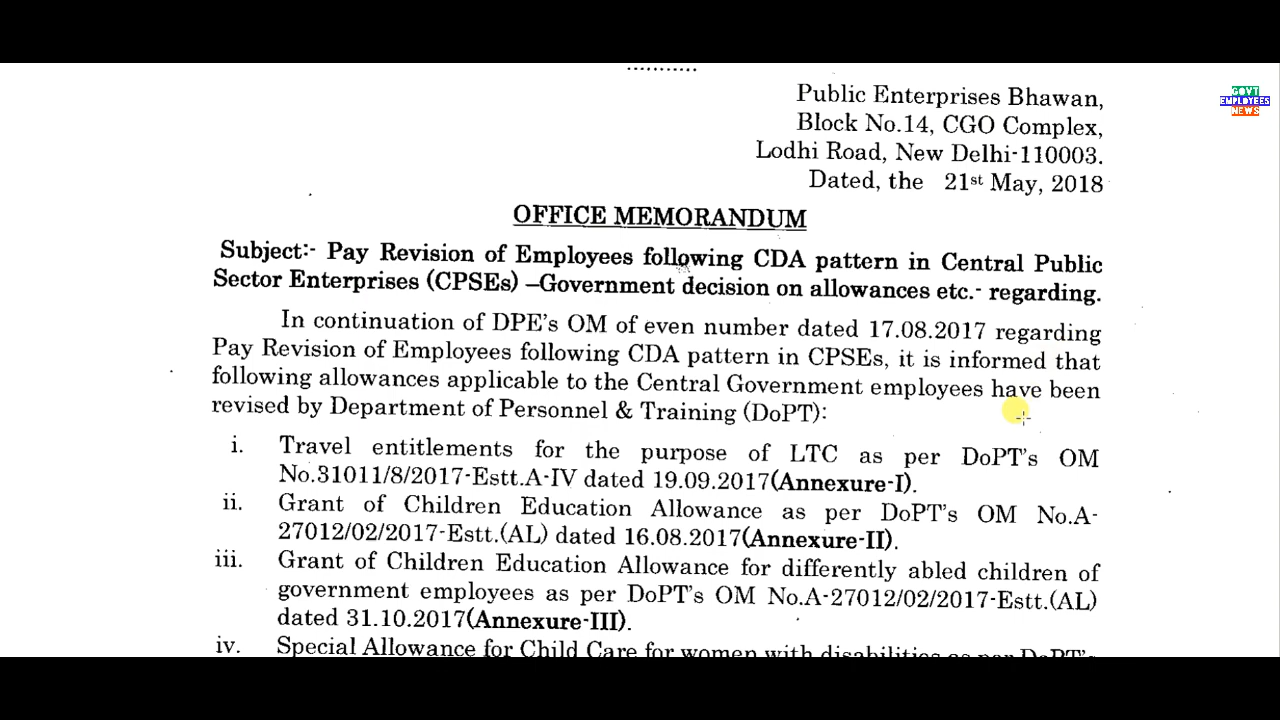 ...........
Public Enterprises Bhawan,
Block No.14, CGO Complex,
Lodhi Road, New Delhi-110003.
Dated, the 21st May, 2018
GOVT
EMPLOYEES
NEWS
OFFICE MEMORANDUM
Subject:- Pay Revision of Employees following CDA pattern in Central Public
Sector Enterprises (CPSEs) –Government decision on allowances etc.- regarding.
In continuation of DPE's OM of even number dated 17.08.2017 regarding
Pay Revision of Employees following CDA pattern in CPSEs, it is informed that
following allowances applicable to the Central Government employees have been
revised by Department of Personnel & Training (DoPT):
i. Travel entitlements for the purpose of LTC as per DoPT's OM
No.31011/8/2017-Estt.A-IV dated 19.09.2017(Annexure-I).
ii. Grant of Children Education Allowance as per DoPT's OM No.A-
27012/02/2017-Estt.(AL) dated 16.08.2017(Annexure-II).
iii. Grant of Children Education Allowance for differently abled children of
government employees as per DoPT's OM No.A-27012/02/2017-Estt.(AL)
dated 31.10.2017(Annexure-III).
iv. Special Allowance for Child Care for women with disabilities as per DoPT's